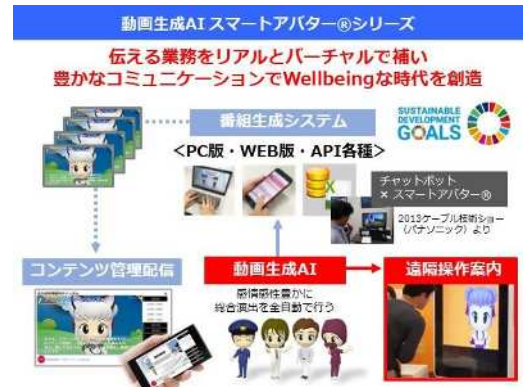 動画生成AI スマートアバター®シリーズ
伝える業務をリアルとバーチャルで補い
豊かなコミュニケーションでWellbeingな時代を創造
番組生成システム
SUSTAINABLE
DEVELOPMENT
GOALS
<PC版・WEB版・API各種>
チャットボット
× スマートアバター®
2013ケーブル技術ショー
(パナソニック)より
コンテンツ管理配信
動画生成AI
遠隔操作案内
感情感性豊かに
総合演出を全自動で行う